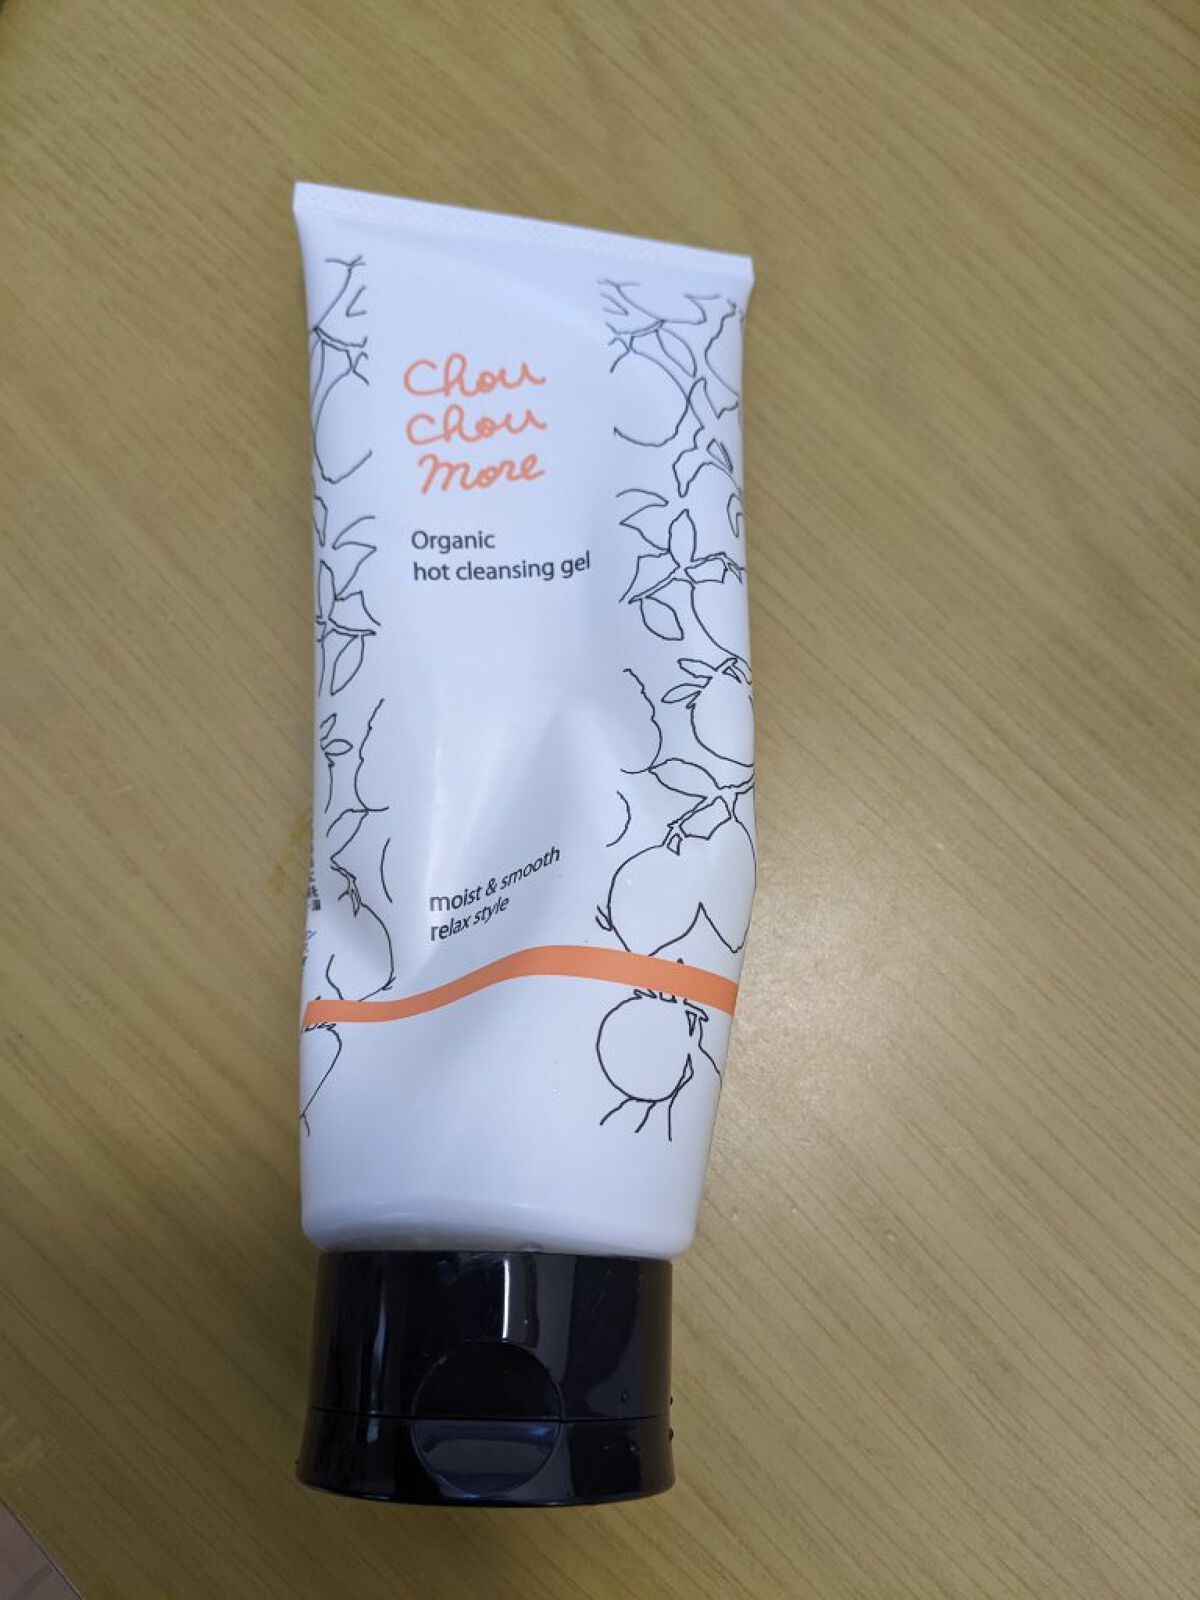 Chou
Chou
more
Organic
hot cleansing gel
moist & smooth
relax style